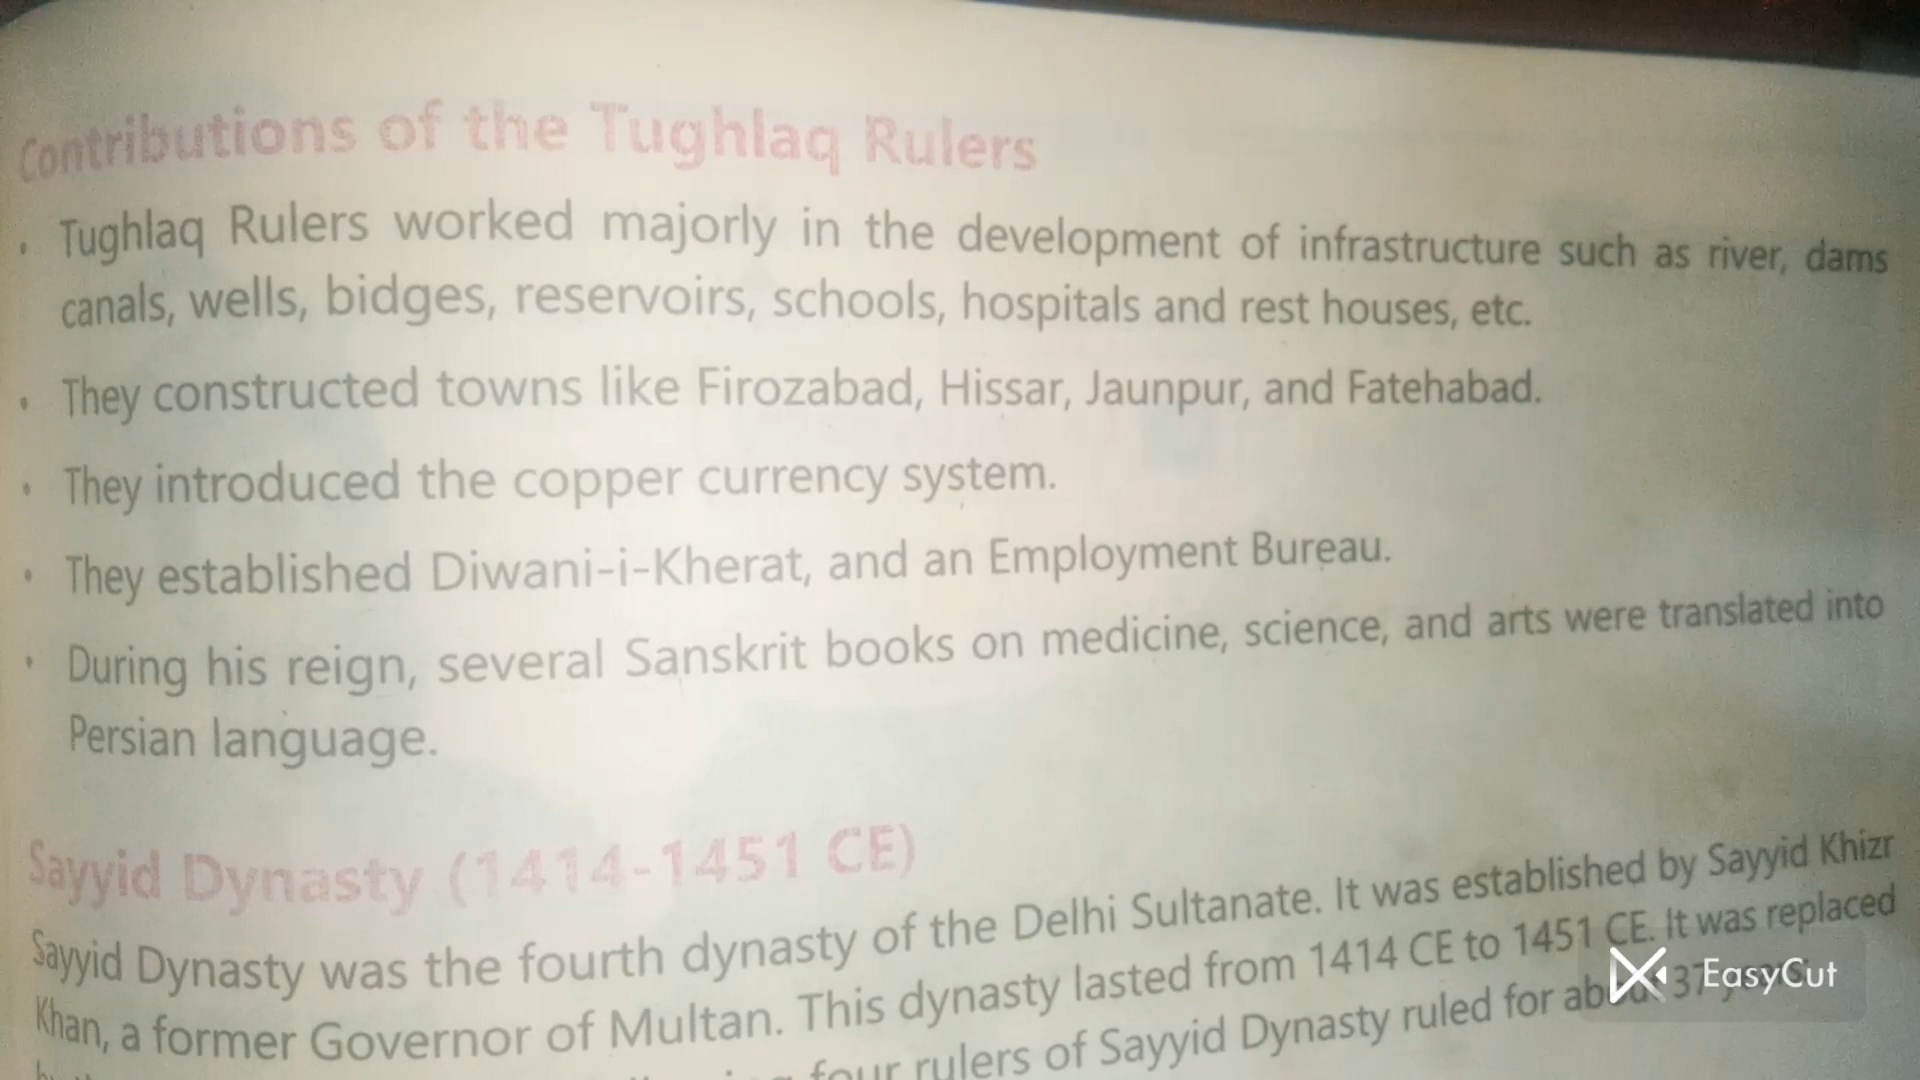 Contributions of the Tughlaq Rulers
• Tughlaq Rulers worked majorly in the development of infrastructure such as river, dams
canals, wells, bidges, reservoirs, schools, hospitals and rest houses, etc.
• They constructed towns like Firozabad, Hissar, Jaunpur, and Fatehabad.
• They introduced the copper currency system.
• They established Diwani-i-Kherat, and an Employment Bureau.
• During his reign, several Sanskrit books on medicine, science, and arts were translated into
Persian language.
Sayyid Dynasty (1414-1451 CE)
Sayyid Dynasty was the fourth dynasty of the Delhi Sultanate. It was established by Sayyid Khizr
Khan, a former Governor of Multan. This dynasty lasted from 1414 CE to 1451 CE. It was replaced
four rulers of Sayyid Dynasty ruled for about 37 years
EasyCut